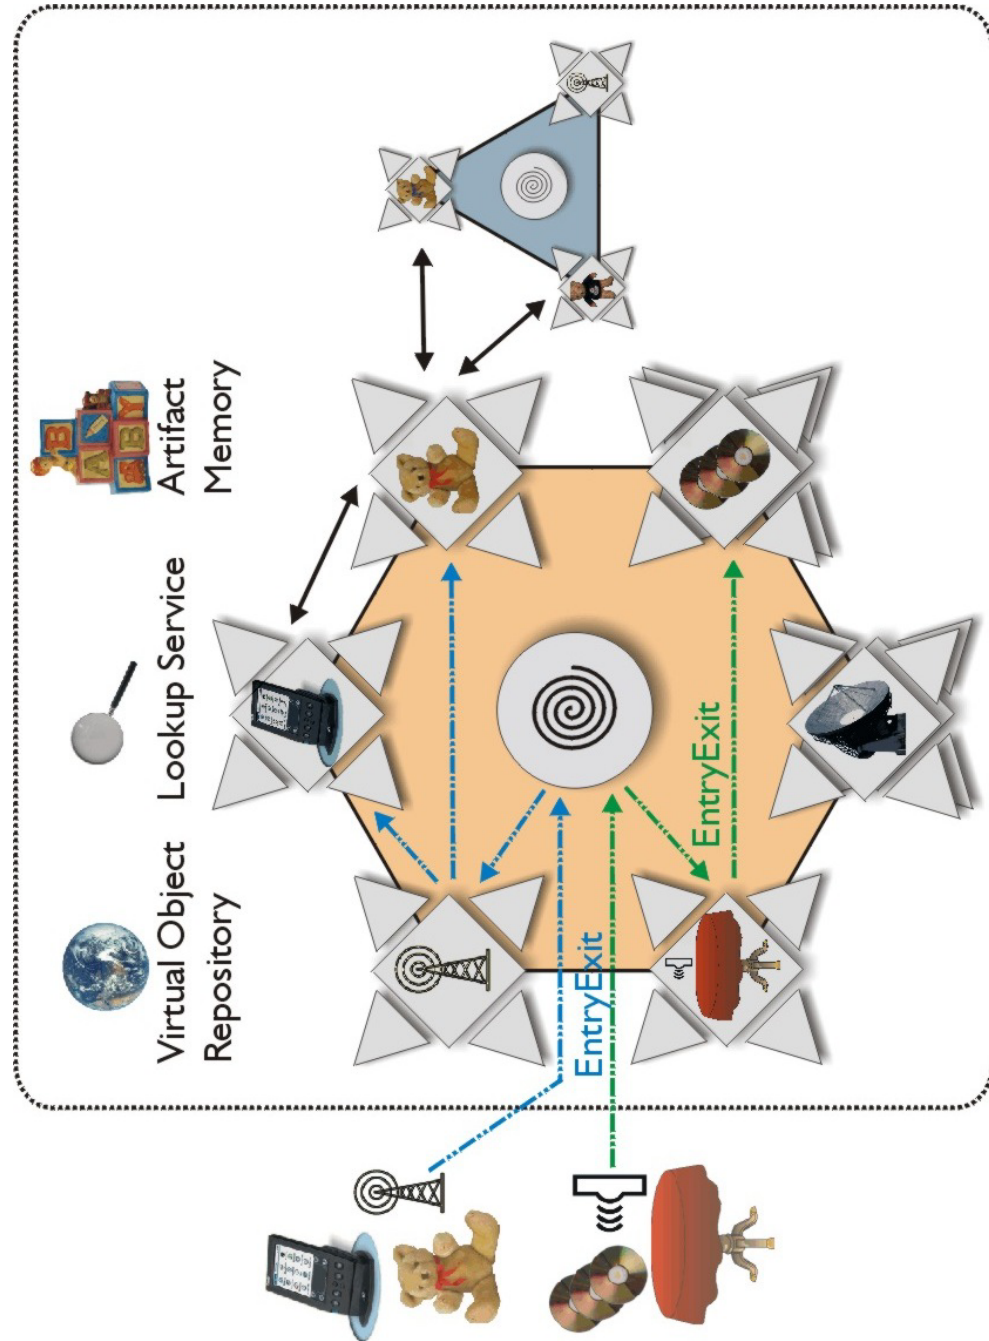 Virtual Object
Repository
Lookup Service
Artifact
Memory
EntryExit
EntryExit
B
A
B
Y